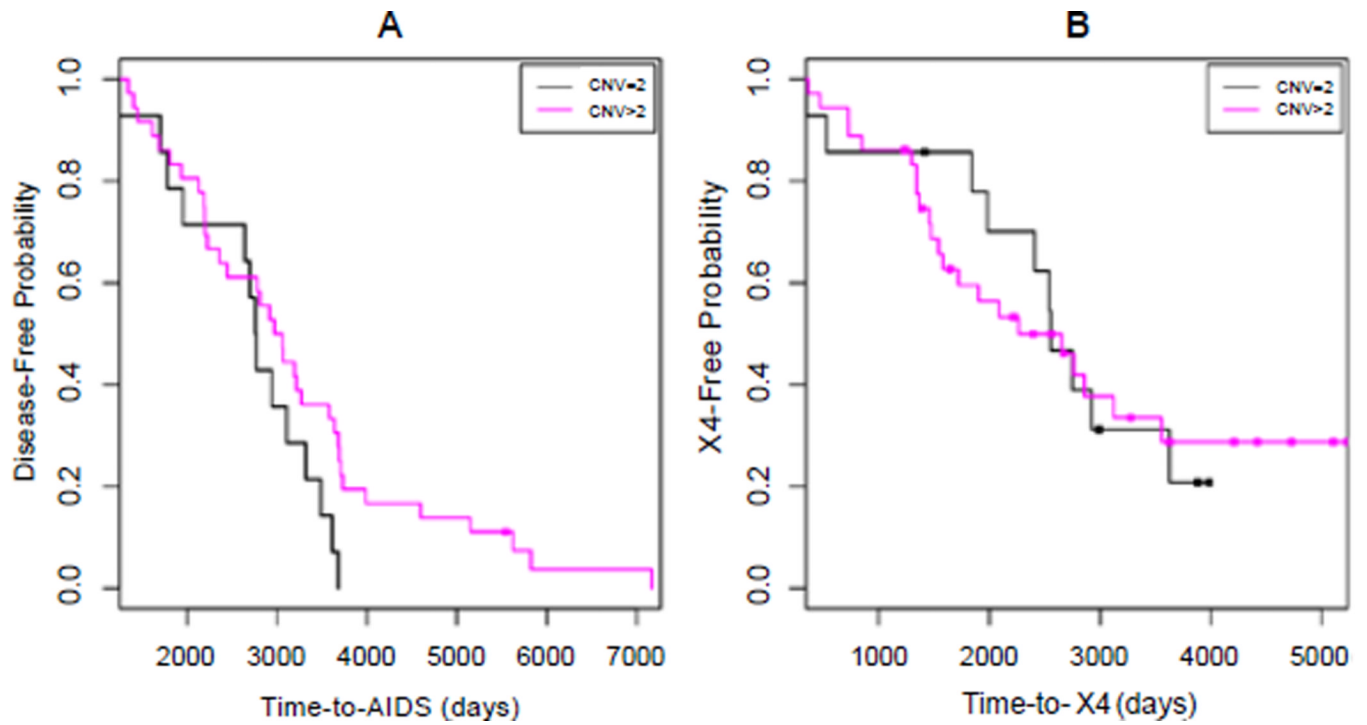 A
Disease-Free Probability
1.0
0.8
0.6
0.4
0.2
0.0
CNV=2
CNV>2
2000 3000 4000 5000 6000 7000
Time-to-AIDS (days)
B
X4-Free Probability
1.0
0.8
0.6
0.4
0.2
0.0
CNV=2
CNV>2
1000 2000 3000 4000 5000
Time-to- X4 (days)